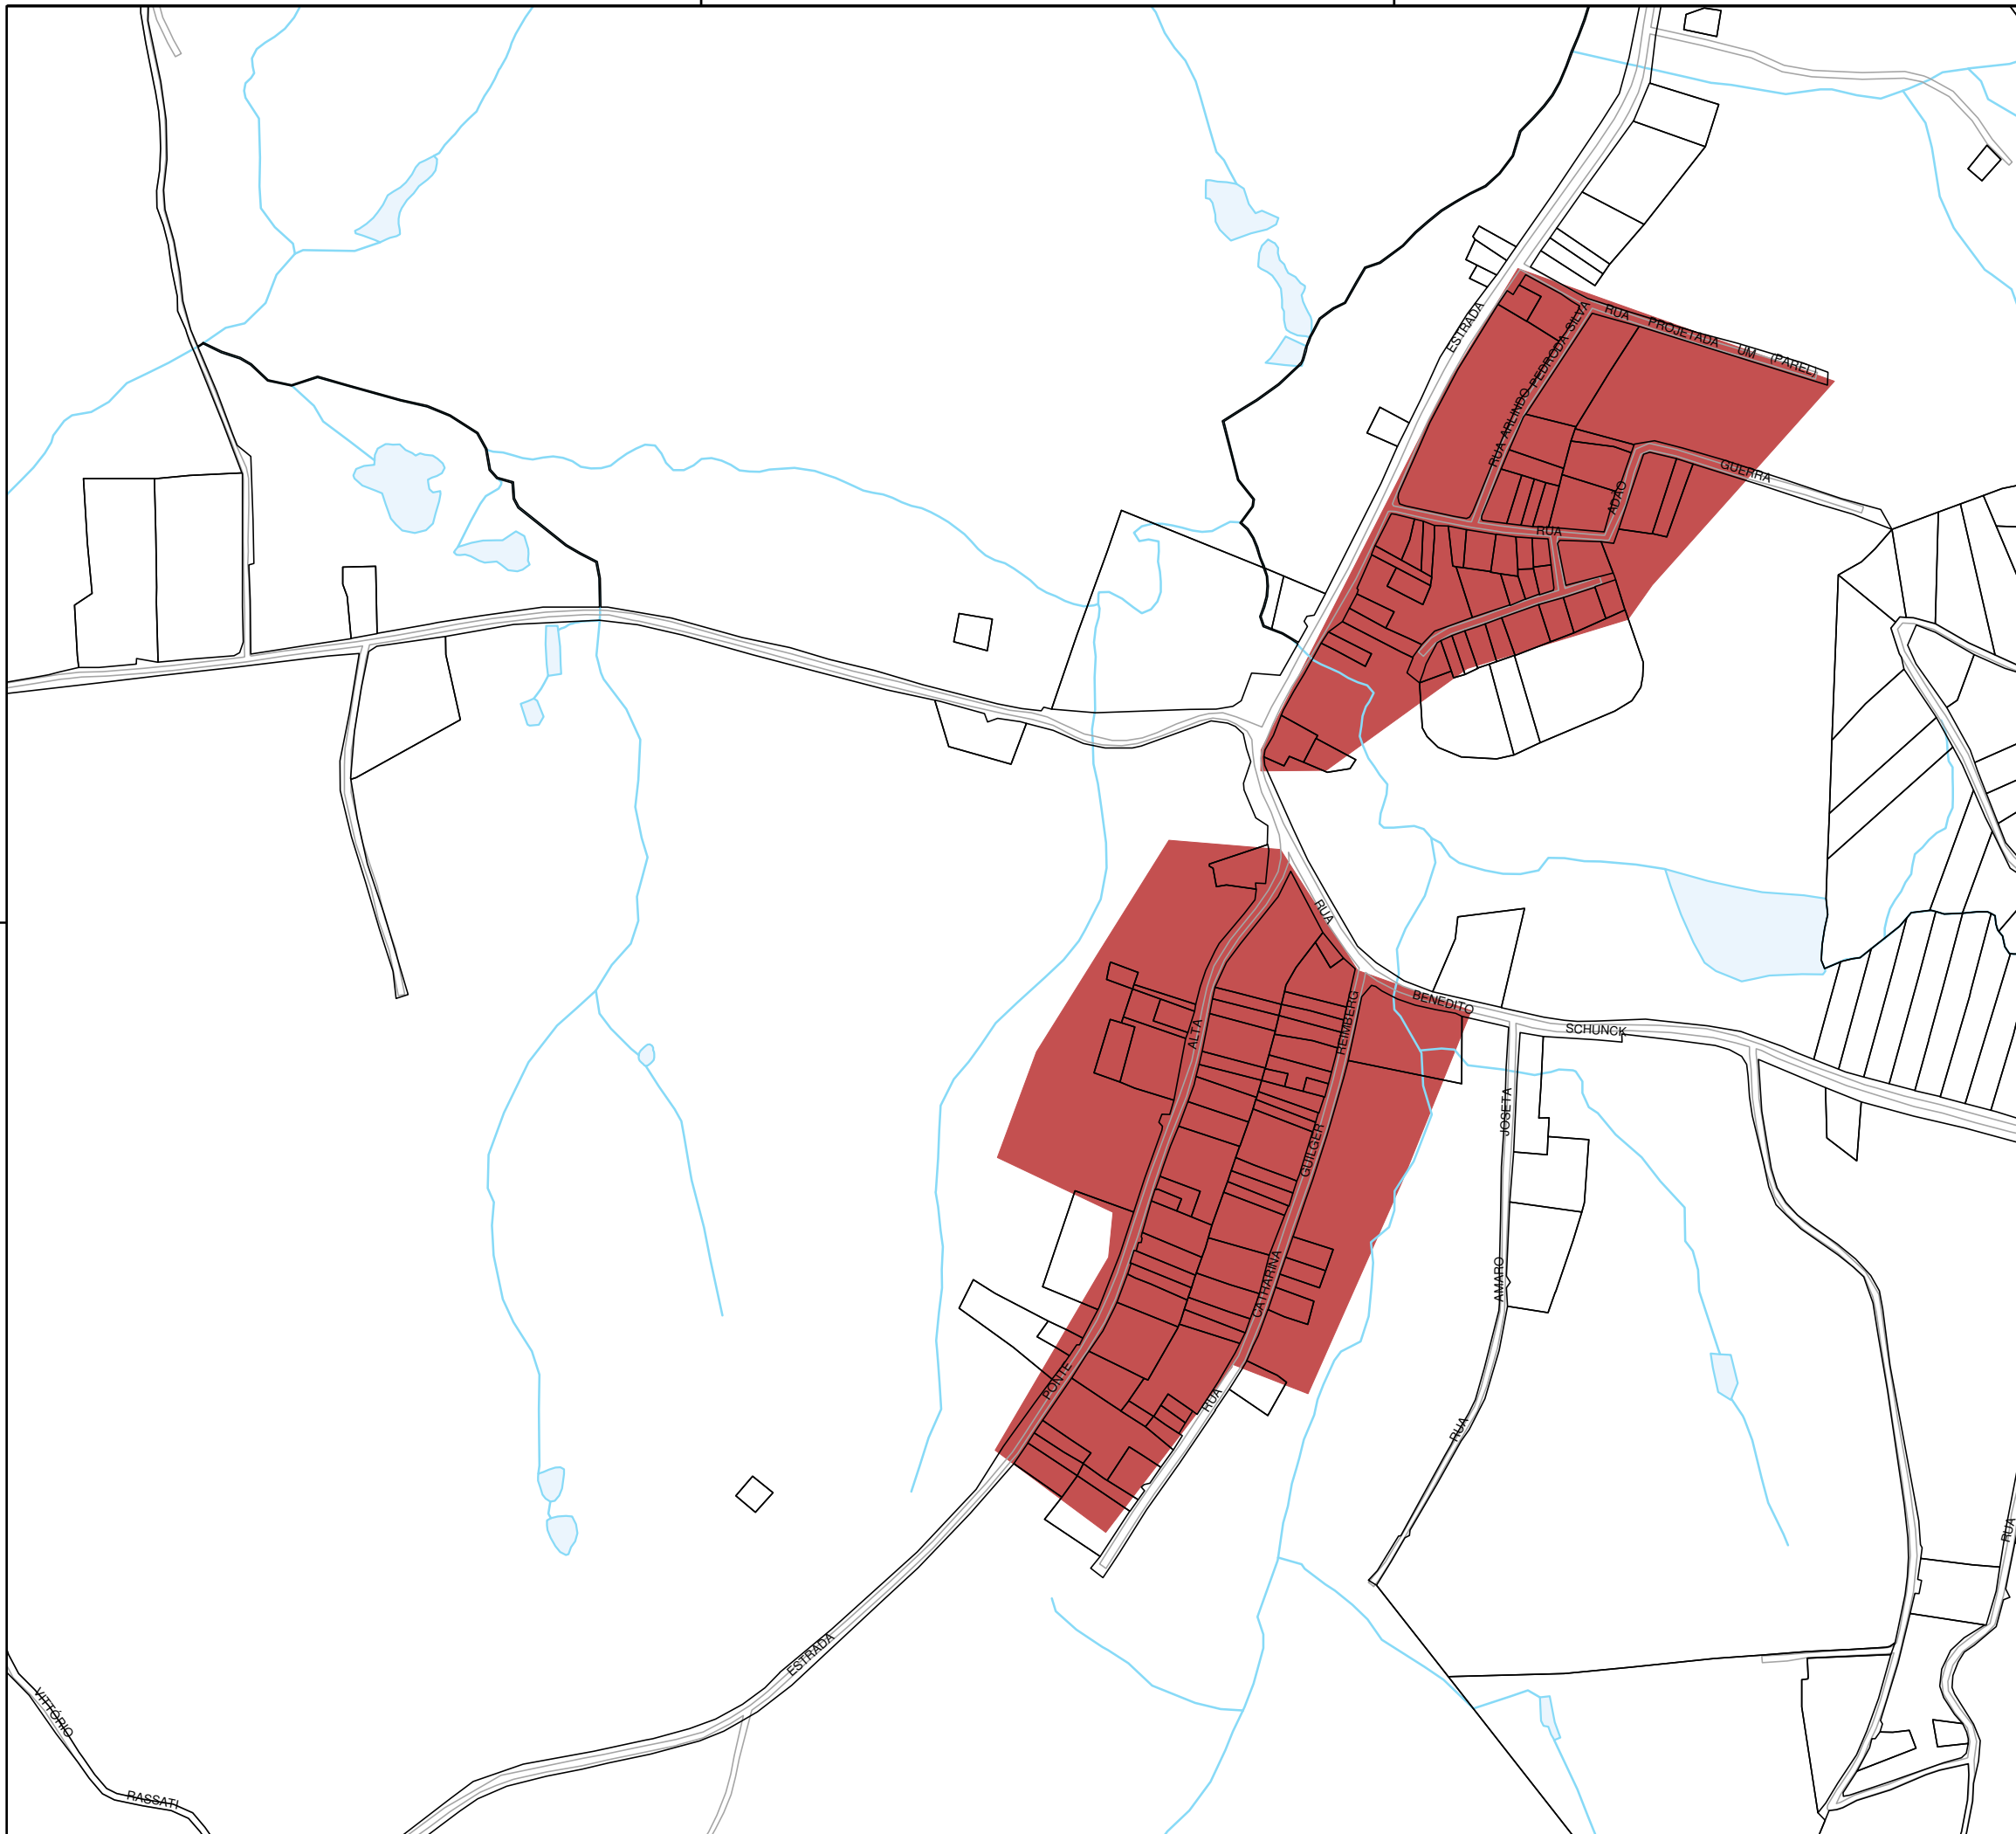 ESTRADA
RUA ARLINDO PEDRO DA SILVA
RUA PROJETADA UM (PAREL)
GUERRA
ADÃO
RUA
RUA
BENEDITO
SCHUNCK
REIMBERG
ALTA
JOSETA
GUILGER
CATHARINA
AMARO
PONTE
RUA
RUA
RUA
ESTRADA
VITTÓRIO
RASSATI